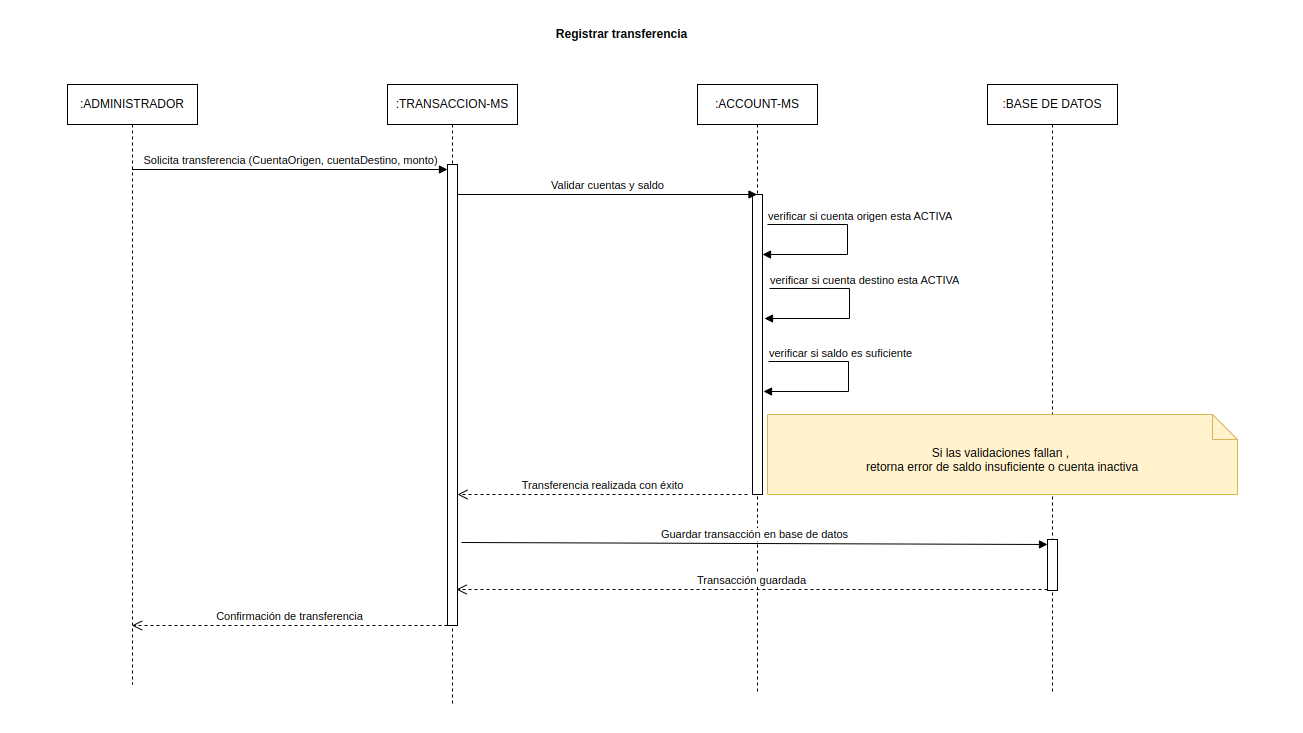 Registrar transferencia
:ADMINISTRADOR
:TRANSACCION-MS
:ACCOUNT-MS
:BASE DE DATOS
Solicita transferencia (CuentaOrigen, cuentaDestino, monto)
Validar cuentas y saldo
verificar si cuenta origen esta ACTIVA
verificar si cuenta destino esta ACTIVA
verificar si saldo es suficiente
Si las validaciones fallan ,
retorna error de saldo insuficiente o cuenta inactiva
Transferencia realizada con éxito
Guardar transacción en base de datos
Transacción guardada
Confirmación de transferencia